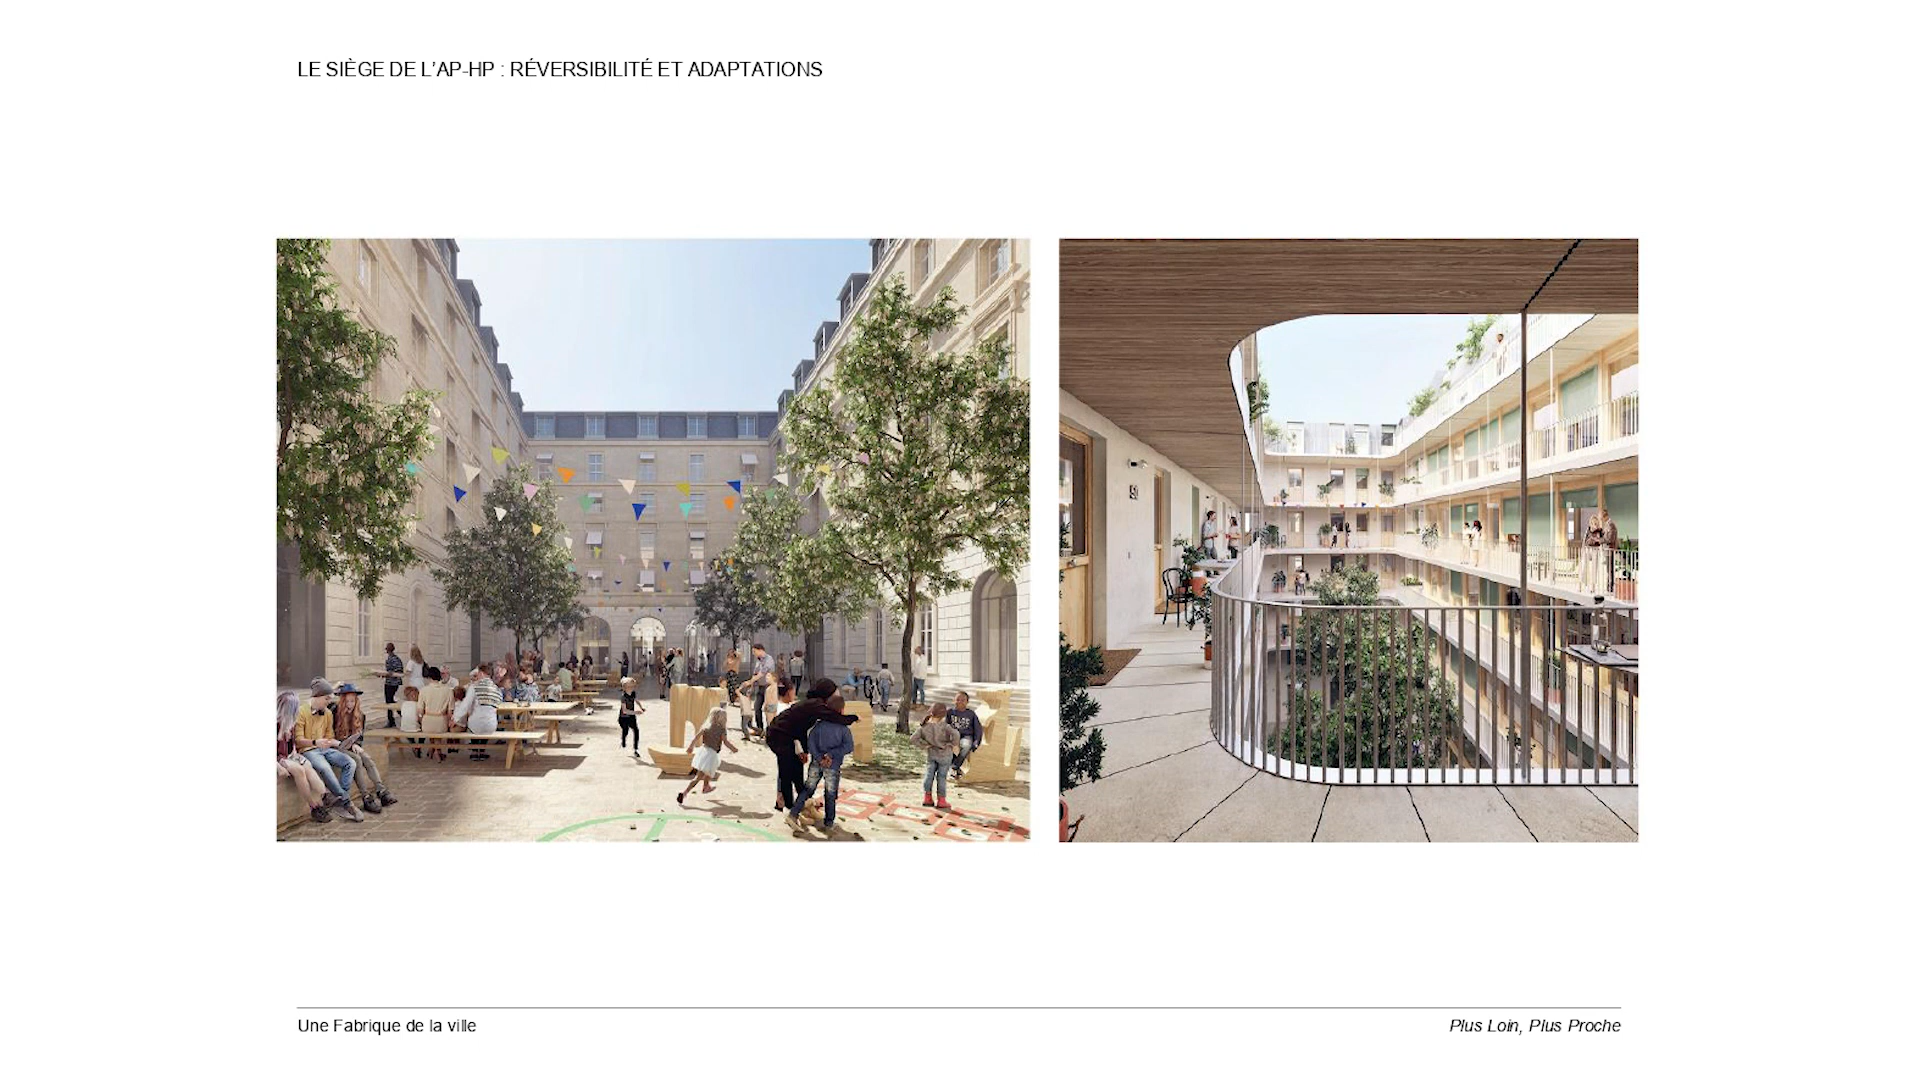 LE SIÈGE DE L’AP-HP : RÉVERSIBILITÉ ET ADAPTATIONS
Une Fabrique de la ville
Plus Loin, Plus Proche